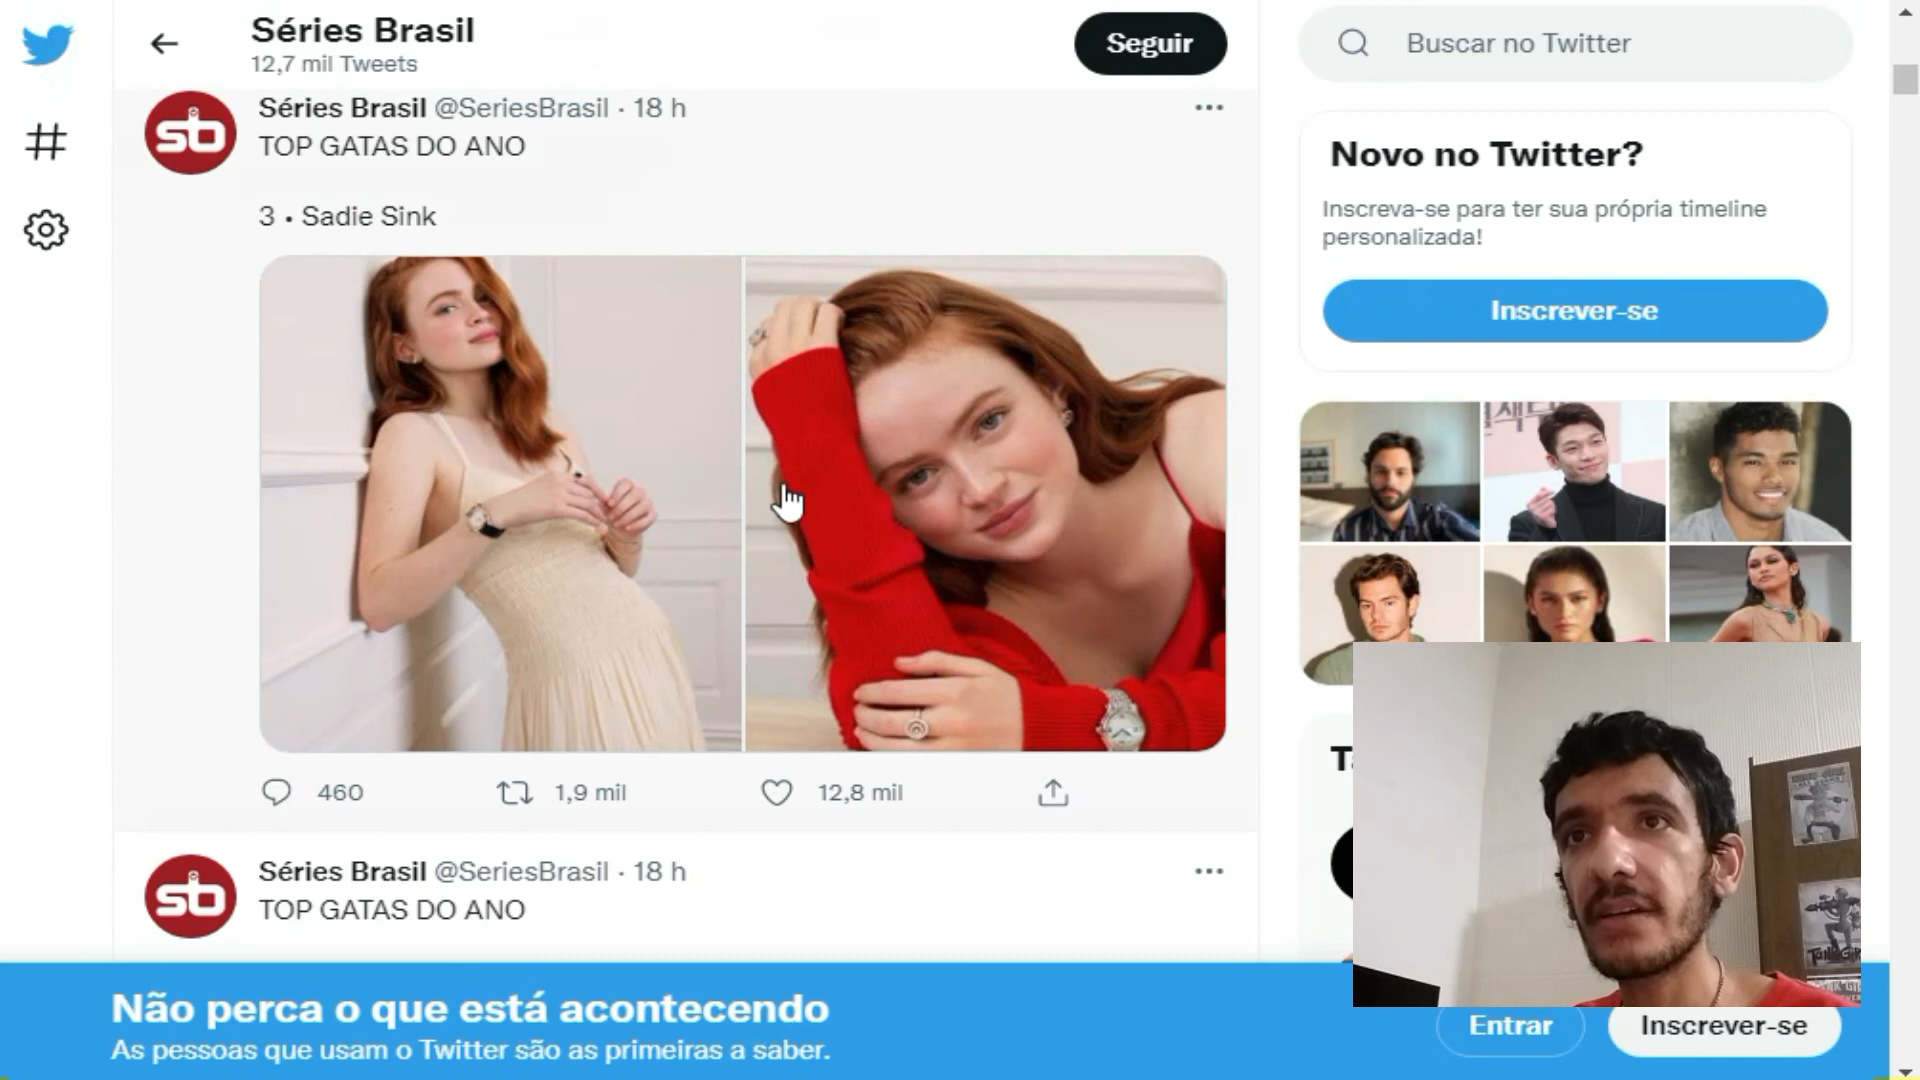 Séries Brasil
12,7 mil Tweets
Seguir
Buscar no Twitter
Séries Brasil @SeriesBrasil · 18 h
TOP GATAS DO ANO
3 • Sadie Sink
460
1,9 mil
12,8 mil
Séries Brasil @SeriesBrasil · 18 h
TOP GATAS DO ANO
Novo no Twitter?
Inscreva-se para ter sua própria timeline
personalizada!
Inscrever-se
Não perca o que está acontecendo
As pessoas que usam o Twitter são as primeiras a saber.
Entrar
Inscrever-se
sb
sb